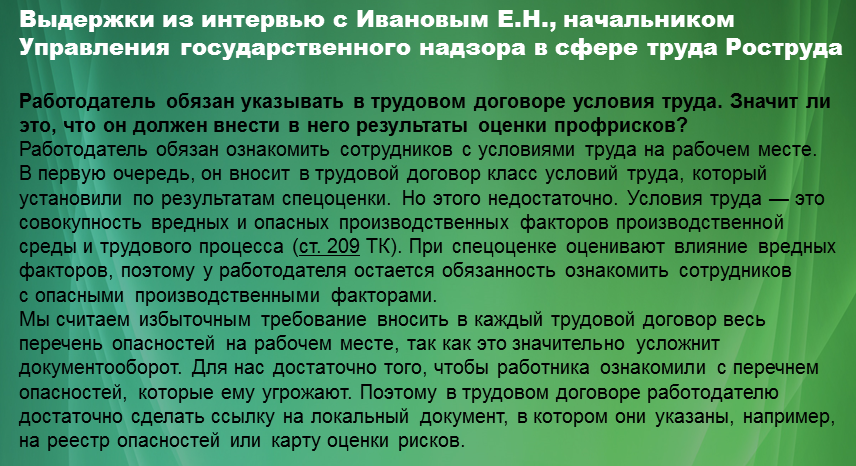 Выдержки из интервью с Ивановым Е.Н., начальником
Управления государственного надзора в сфере труда Роструда
Работодатель обязан указывать в трудовом договоре условия труда. Значит ли
это, что он должен внести в него результаты оценки профрисков?
Работодатель обязан ознакомить сотрудников с условиями труда на рабочем месте.
В первую очередь, он вносит в трудовой договор класс условий труда, который
установили по результатам спецоценки. Но этого недостаточно. Условия труда — это
совокупность вредных и опасных производственных факторов производственной
среды и трудового процесса (ст. 209 ТК). При спецоценке оценивают влияние вредных
факторов, поэтому у работодателя остается обязанность ознакомить сотрудников
с опасными производственными факторами.
Мы считаем избыточным требование вносить в каждый трудовой договор весь
перечень опасностей на рабочем месте, так как это значительно усложнит
документооборот. Для нас достаточно того, чтобы работника ознакомили с перечнем
опасностей, которые ему угрожают. Поэтому в трудовом договоре работодателю
достаточно сделать ссылку на локальный документ, в котором они указаны, например,
на реестр опасностей или карту оценки рисков.